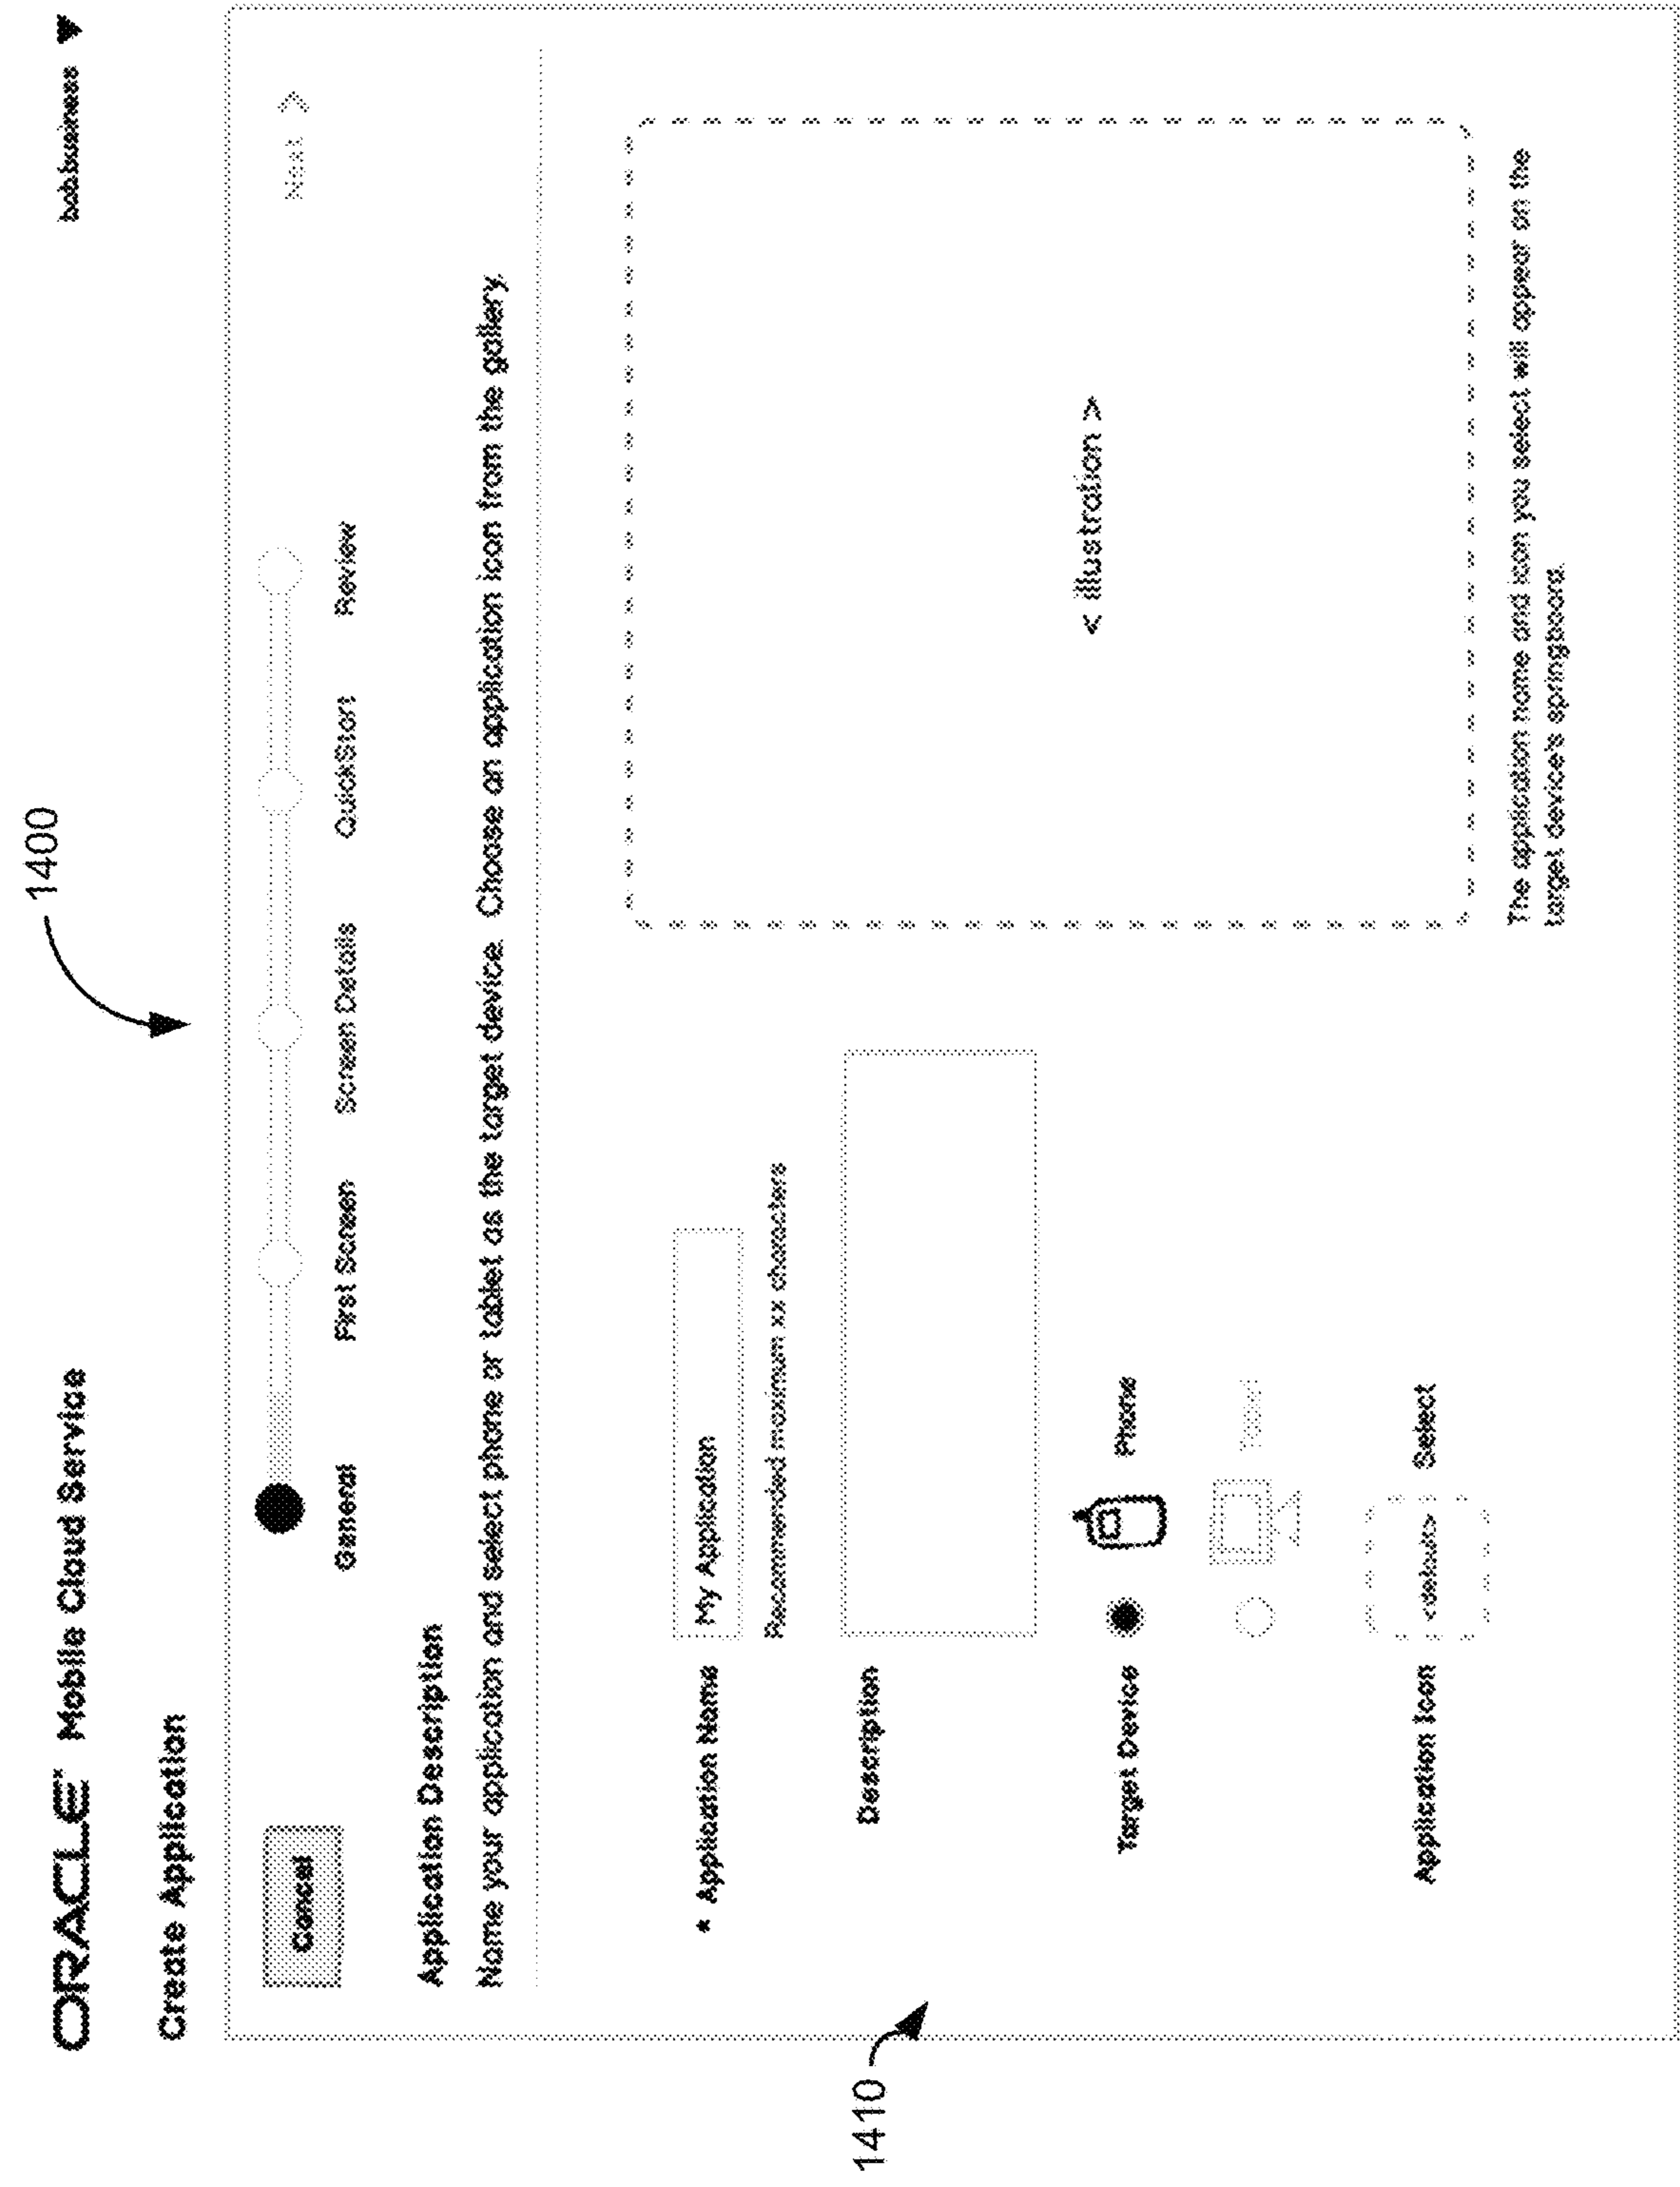 1400
ORACLE Mobile Cloud Service
bobbusiness
Create Application
Cancel
General
First Screen
Screen Details
QuickStart
Review
Next >
Application Description
Name your application and select phone or tablet as the target device. Choose an application icon from the gallery.
1410
* Application Name
My Application
Recommended maximum xx characters
Description
Target Device
Phone
Tablet
Application Icon
<default>
Select
< illustration >
The application name and icon you select will appear on the
target device's springboard.